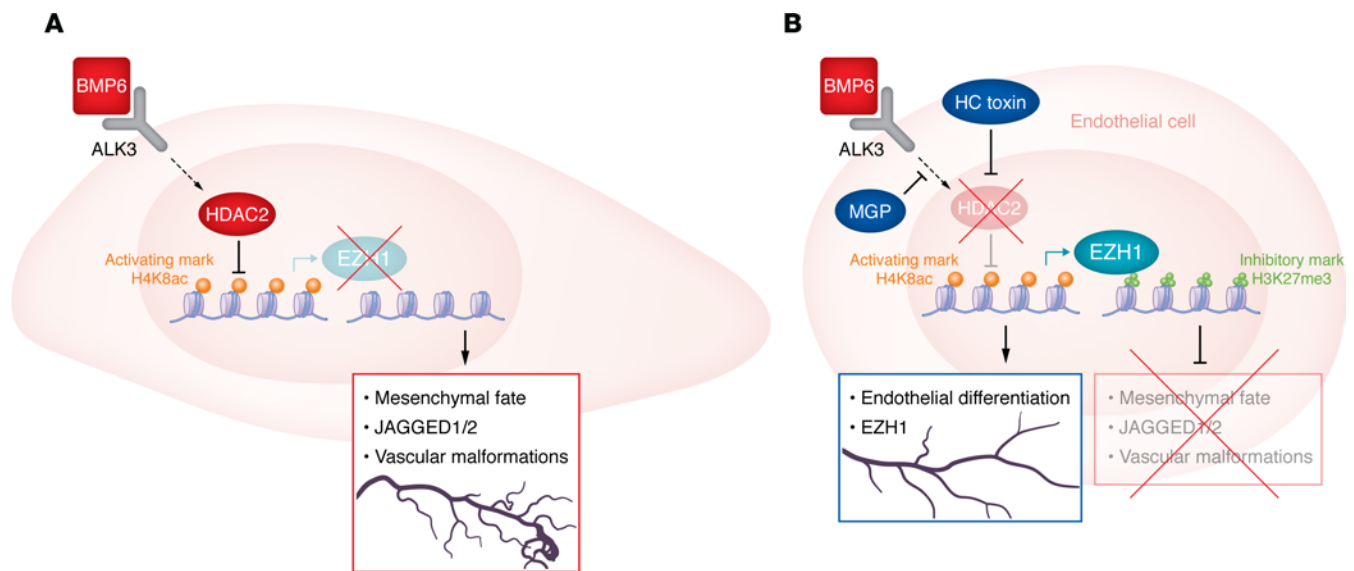 A
BMP6
ALK3
HDAC2
Activating mark
H4K8ac
EZH1
• Mesenchymal fate
• JAGGED1/2
• Vascular malformations
B
BMP6
HC toxin
Endothelial cell
ALK3
MGP
HDAC2
Activating mark
H4K8ac
EZH1
Inhibitory mark
H3K27me3
• Endothelial differentiation
• EZH1
• Mesenchymal fate
• JAGGED1/2
• Vascular malformations